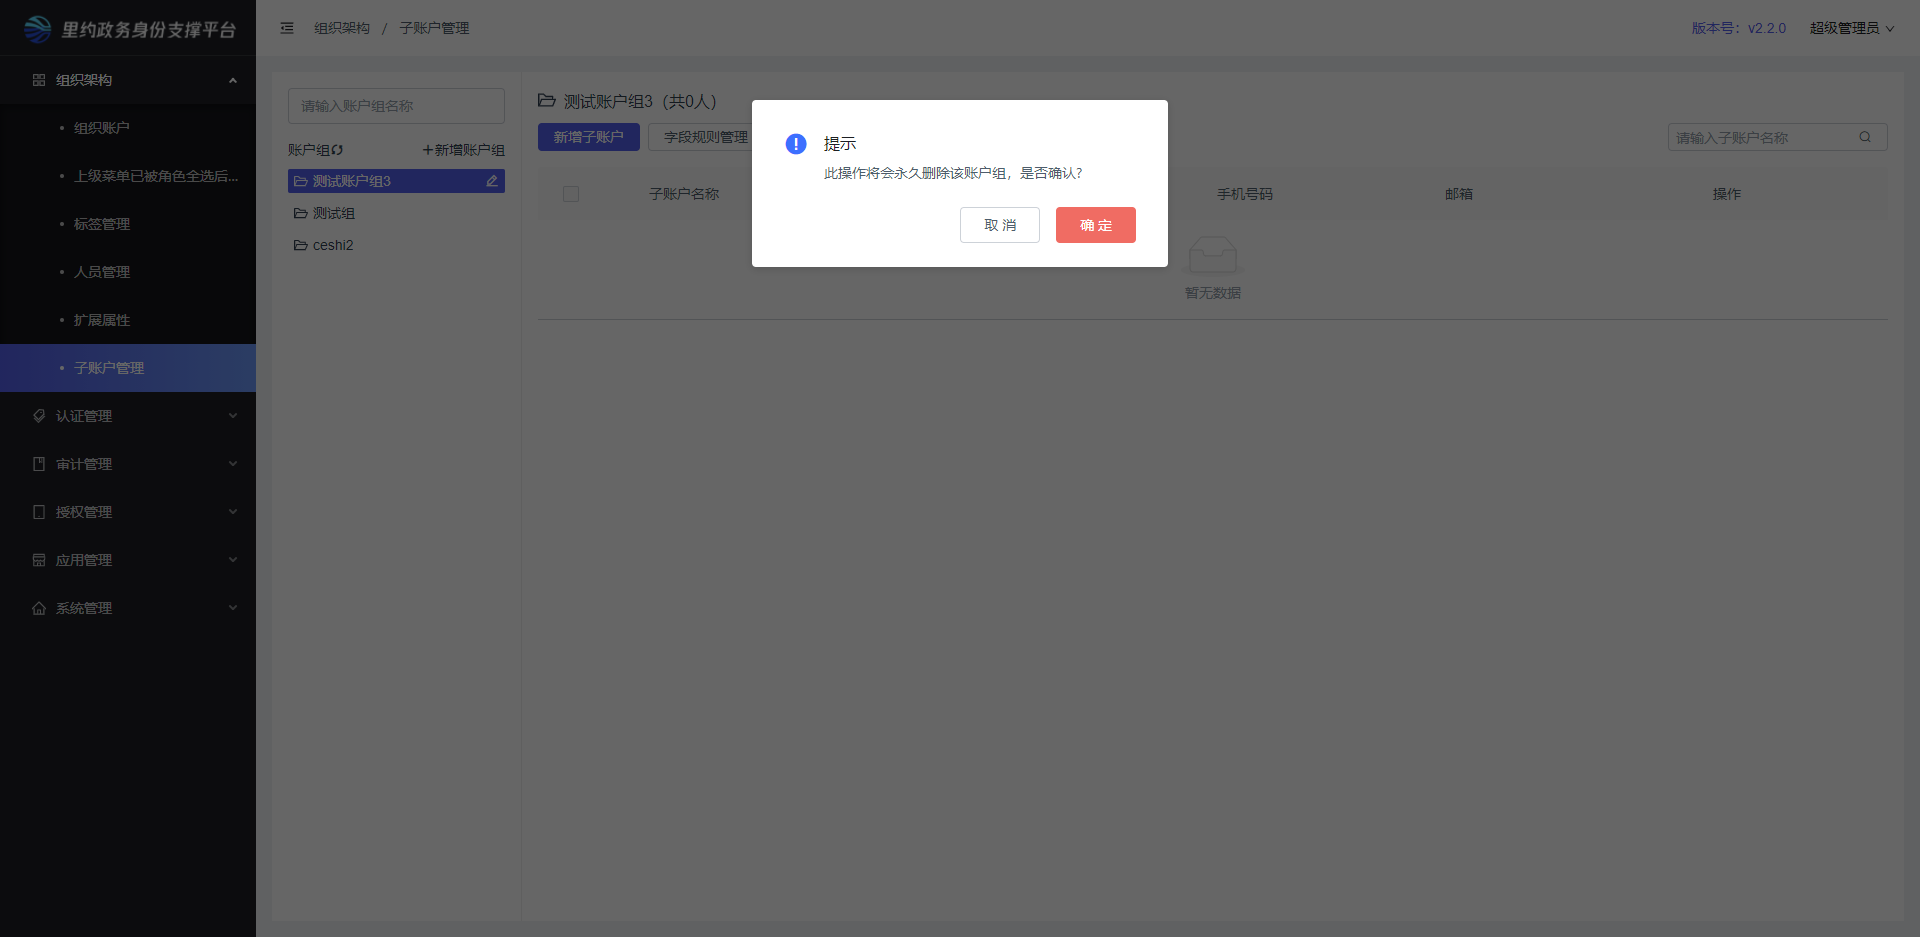 里约政务身份支撑平台
组织架构 / 子账户管理
版本号：v2.2.0
超级管理员
组织架构
组织账户
上级菜单已被角色全选后...
标签管理
人员管理
扩展属性
子账户管理
认证管理
审计管理
授权管理
应用管理
系统管理
请输入账户组名称
账户组
新增账户组
测试账户组3
测试组
ceshi2
测试账户组3（共0人）
新增子账户
字段规则管理
请输入子账户名称
子账户名称
手机号码
邮箱
操作
暂无数据
提示
此操作将会永久删除该账户组，是否确认？
取 消
确 定